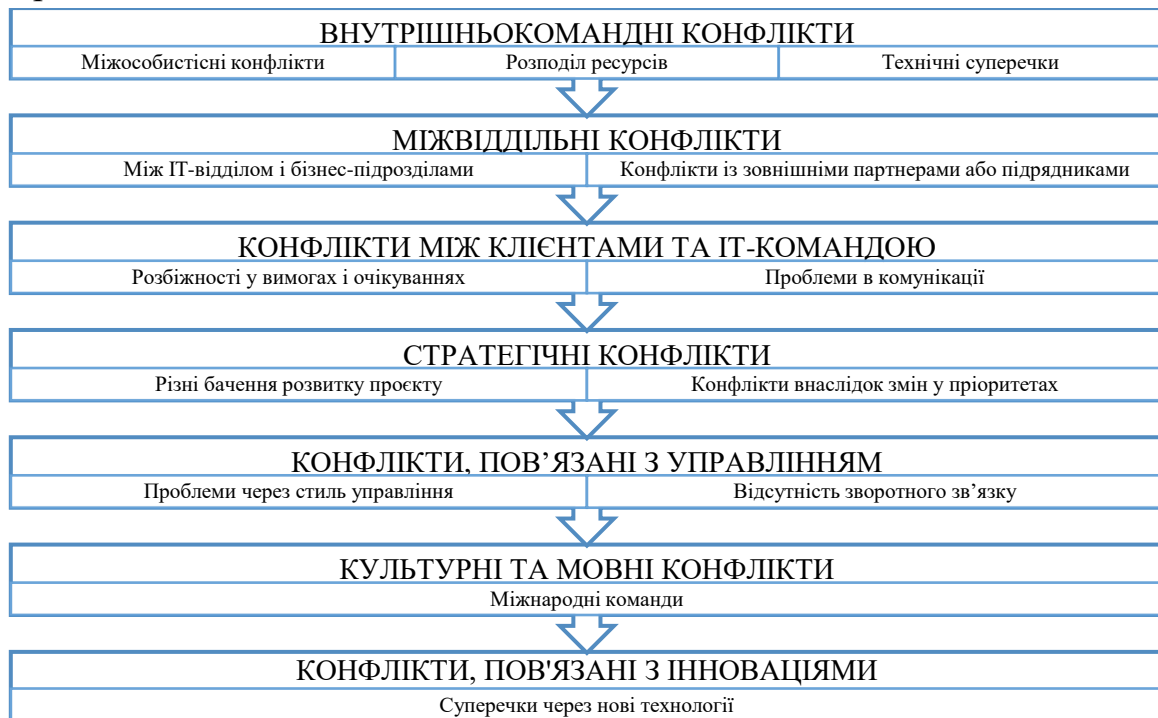 ВНУТРІШНЬОКОМАНДНІ КОНФЛІКТИ
Міжособистісні конфлікти
Розподіл ресурсів
Технічні суперечки
МІЖВІДДІЛЬНІ КОНФЛІКТИ
Між ІТ-відділом і бізнес-підрозділами
Конфлікти із зовнішніми партнерами або підрядниками
КОНФЛІКТИ МІЖ КЛІЄНТАМИ ТА ІТ-КОМАНДОЮ
Розбіжності у вимогах і очікуваннях
Проблеми в комунікації
СТРАТЕГІЧНІ КОНФЛІКТИ
Різні бачення розвитку проєкту
Конфлікти внаслідок змін у пріоритетах
КОНФЛІКТИ, ПОВ’ЯЗАНІ З УПРАВЛІННЯМ
Проблеми через стиль управління
Відсутність зворотного зв’язку
КУЛЬТУРНІ ТА МОВНІ КОНФЛІКТИ
Міжнародні команди
КОНФЛІКТИ, ПОВ'ЯЗАНІ З ІННОВАЦІЯМИ
Суперечки через нові технології